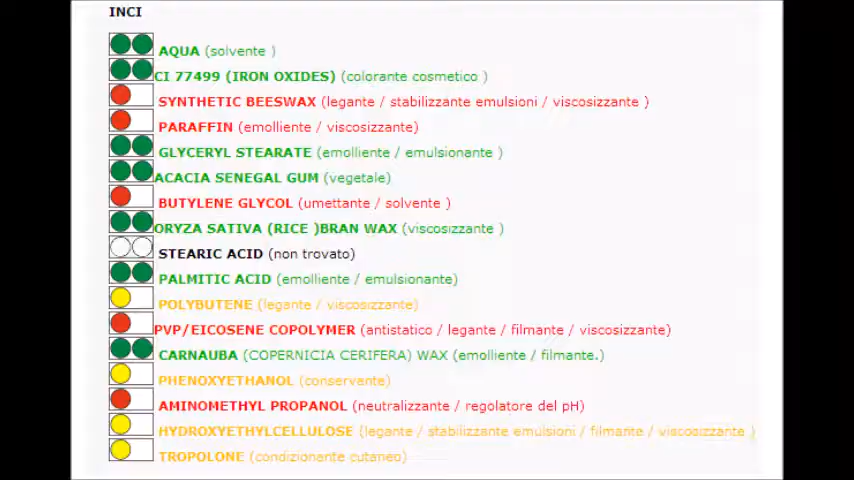 INCI
AQUA (solvente )
CI 77499 (IRON OXIDES) (colorante cosmetico )
SYNTHETIC BEESWAX (legante / stabilizzante emulsioni / viscosizzante )
PARAFFIN (emolliente / viscosizzante)
GLYCERYL STEARATE (emolliente / emulsionante )
ACACIA SENEGAL GUM (vegetale)
BUTYLENE GLYCOL (umettante / solvente )
ORYZA SATIVA (RICE )BRAN WAX (viscosizzante )
STEARIC ACID (non trovato)
PALMITIC ACID (emolliente / emulsionante)
POLYBUTENE (legante / viscosizzante)
PVP/EICOSENE COPOLYMER (antistatico / legante / filmante / viscosizzante)
CARNAUBA (COPERNICIA CERIFERA) WAX (emolliente / filmante.)
PHENOXYETHANOL (conservante)
AMINOMETHYL PROPANOL (neutralizzante / regolatore del pH)
HYDROXYETHYLCELLULOSE (legante / stabilizzante emulsioni / filmante / viscosizzante )
TROPOLONE (condizionante cutaneo)